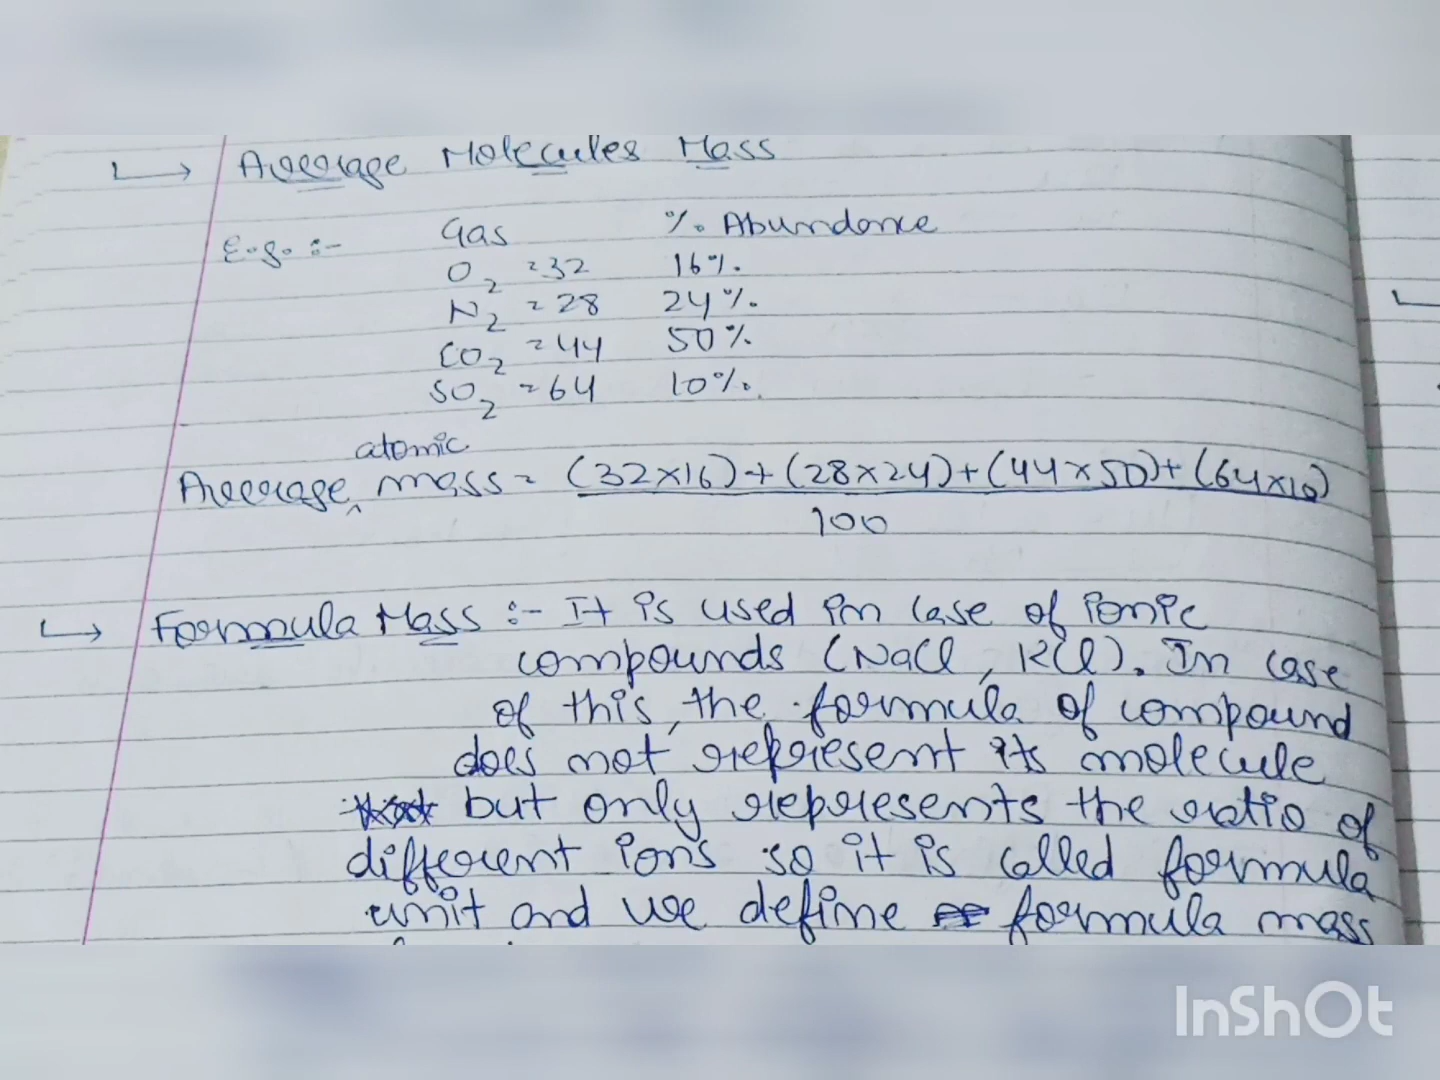 Average Molecules Mass
E.g. :- Gas % Abundance
O2 = 32 16%.
N2 = 28 24%.
CO2 = 44 50%
SO2 = 64 10%.
atomic
Average ^ mass = (32×16)+(28×24)+(44×50)+(64×10)
100
Formula Mass :- It is used in case of ionic
compounds (NaCl, KCl). In case
of this, the formula of compound
does not represent its molecule
but only represents the ratio of
different ions so it is called formula
unit and we define formula mass
InShOt